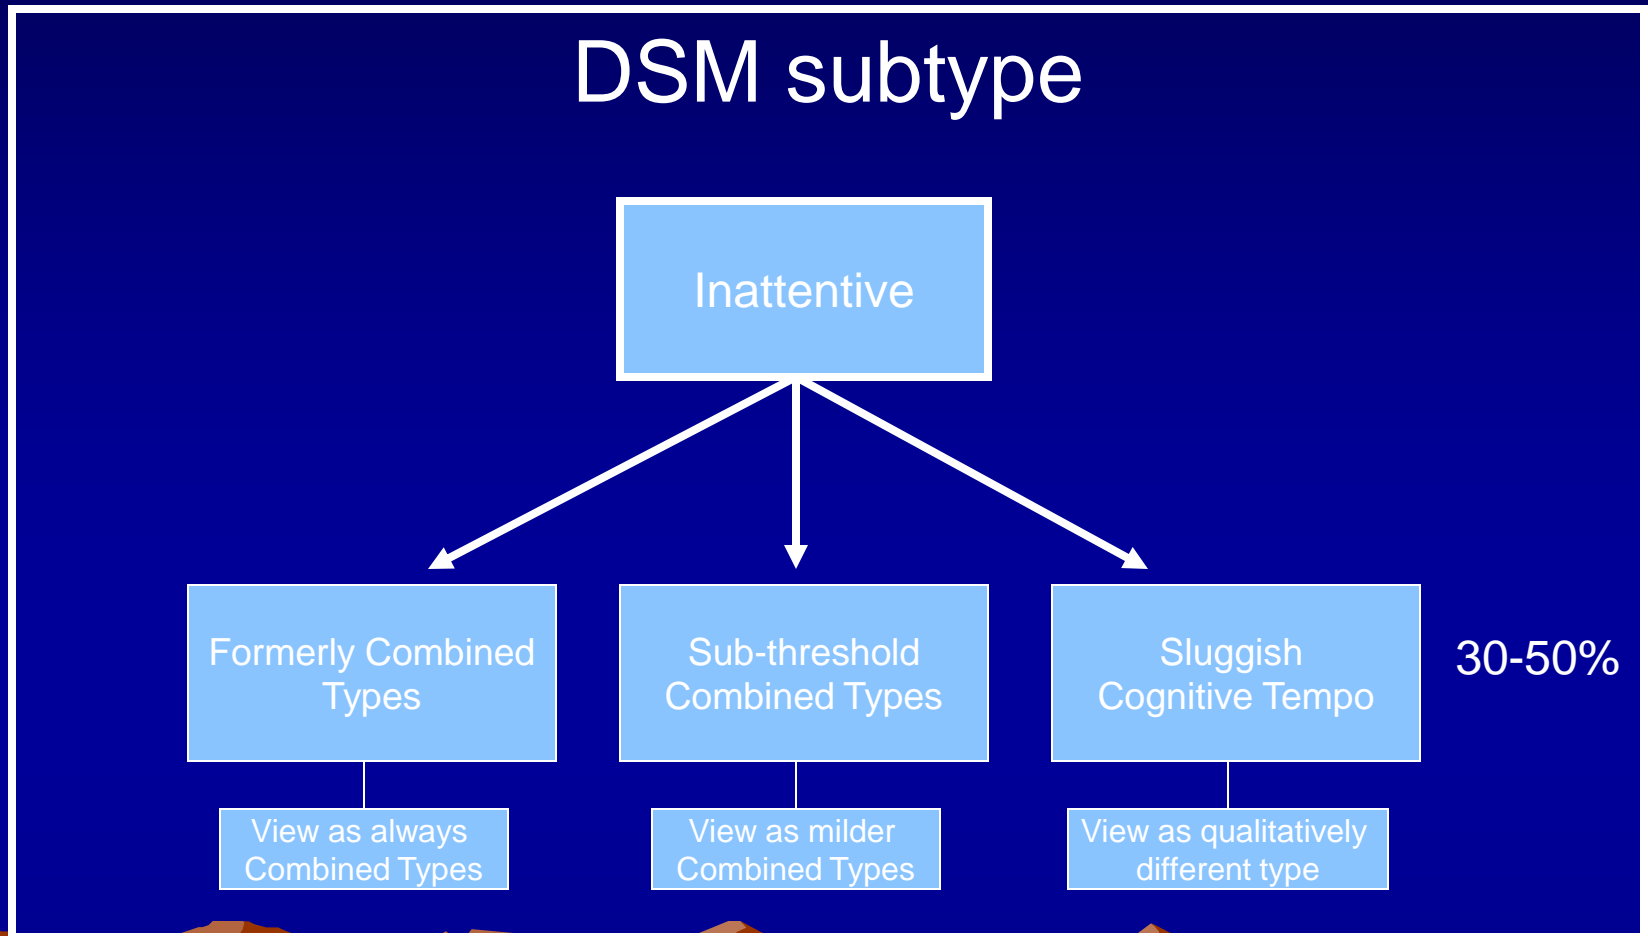 DSM subtype
Inattentive
Formerly Combined
Types
Sub-threshold
Combined Types
Sluggish
Cognitive Tempo
30-50%
View as always
Combined Types
View as milder
Combined Types
View as qualitatively
different type